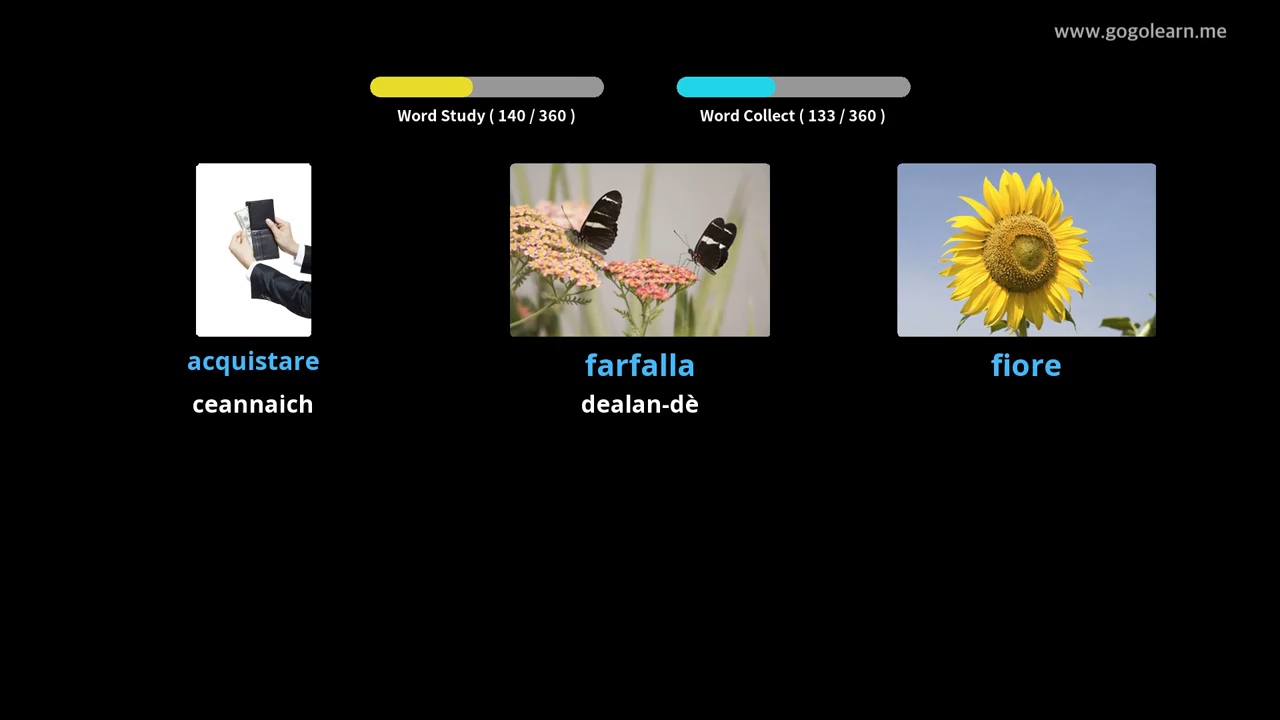 www.gogolearn.me
Word Study ( 140 / 360 )
Word Collect ( 133 / 360 )
acquistare
ceannaich
farfalla
dealan-dè
fiore